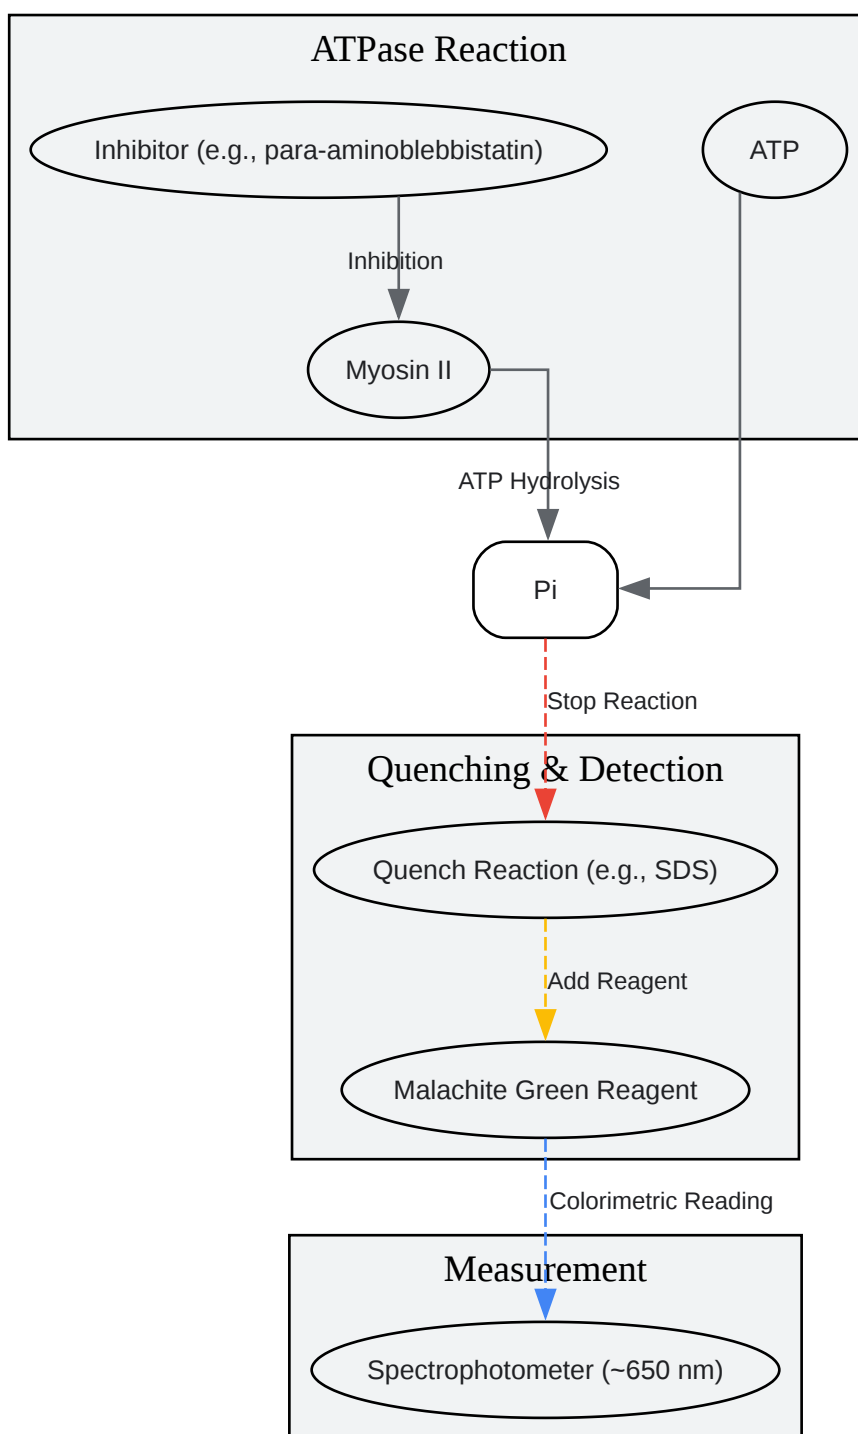 ATPase Reaction
Inhibitor (e.g., para-aminoblebbistatin)
ATP
Inhibition
Myosin II
ATP Hydrolysis
Pi
Stop Reaction
Quenching & Detection
Quench Reaction (e.g., SDS)
Add Reagent
Malachite Green Reagent
Colorimetric Reading
Measurement
Spectrophotometer (~650 nm)